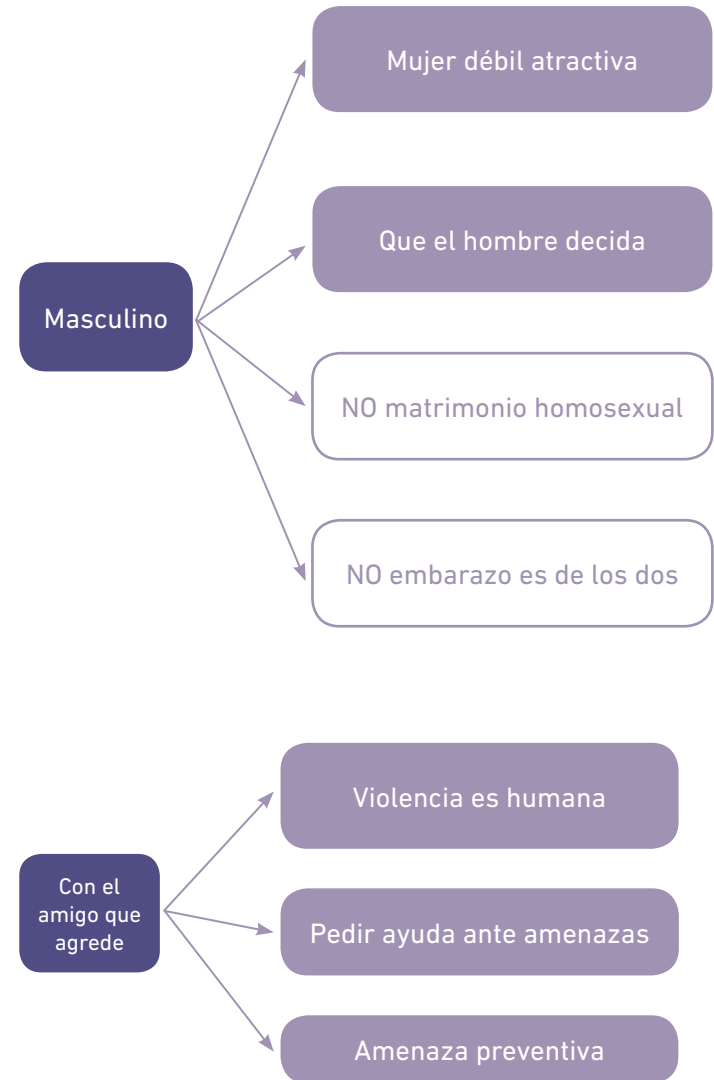 Mujer débil atractiva
Que el hombre decida
Masculino
NO matrimonio homosexual
NO embarazo es de los dos
Violencia es humana
Con el
amigo que
agrede
Pedir ayuda ante amenazas
Amenaza preventiva